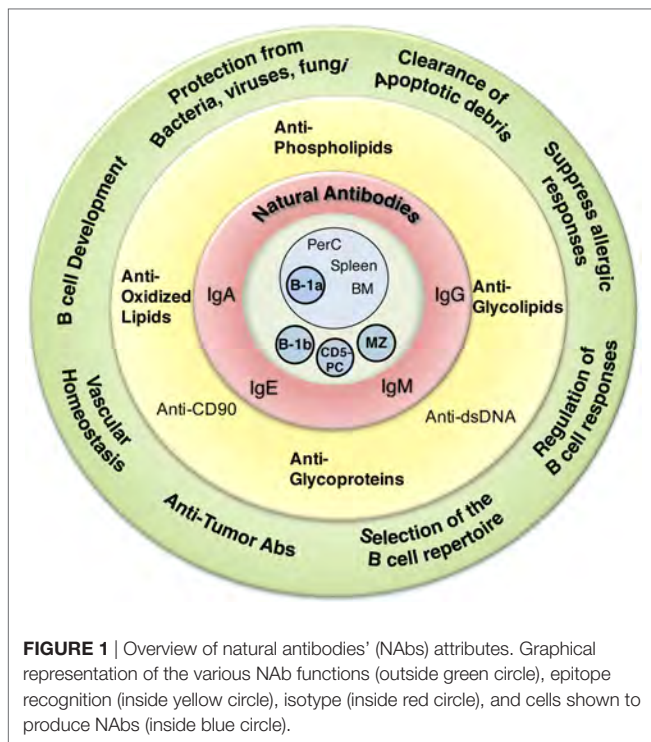 Protection from
Bacteria, viruses, fungi
Clearance of
Apoptotic debris
Suppress allergic
responses
Regulation of
B cell responses
Selection of the
B cell repertoire
Anti-Tumor Abs
Vascular
Homeostasis
B cell Development
Anti-
Phospholipids
Anti-
Glycolipids
Anti-dsDNA
Anti-
Glycoproteins
Anti-CD90
Anti-
Oxidized
Lipids
Natural Antibodies
IgA
IgG
IgE
IgM
PerC
Spleen
BM
B-1a
B-1b
CD5-
PC
MZ
FIGURE 1 | Overview of natural antibodies’ (NAbs) attributes. Graphical
representation of the various NAb functions (outside green circle), epitope
recognition (inside yellow circle), isotype (inside red circle), and cells shown to
produce NAbs (inside blue circle).